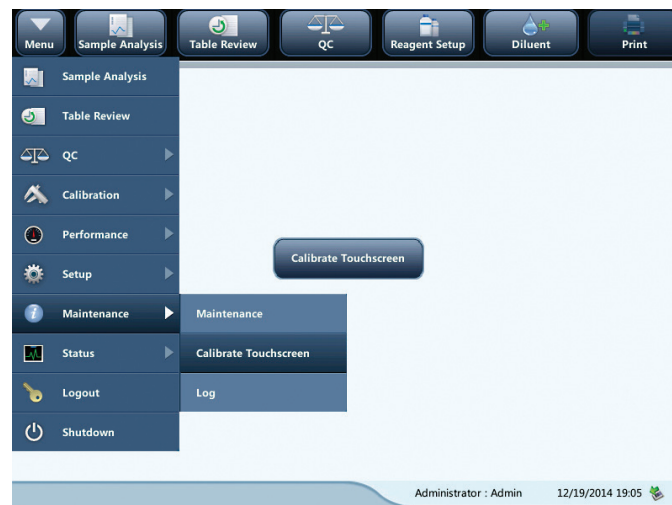 Menu
Sample Analysis
Table Review
QC
Reagent Setup
Diluent
Print
Sample Analysis
Table Review
QC
Calibration
Performance
Setup
Maintenance
Status
Logout
Shutdown
Maintenance
Calibrate Touchscreen
Log
Calibrate Touchscreen
Administrator : Admin
12/19/2014 19:05